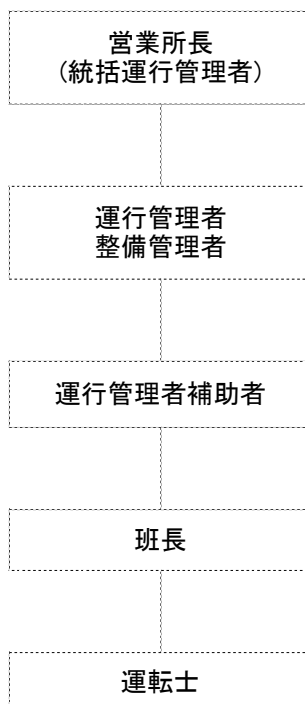 営業所長
(統括運行管理者)
運行管理者
整備管理者
運行管理者補助者
班長
運転士